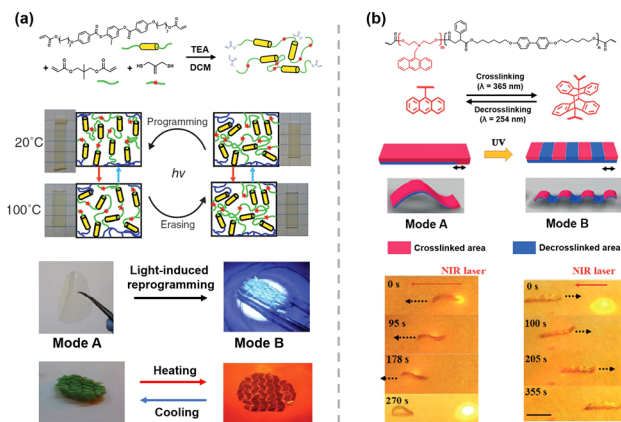 (a)
TEA
DCM
+
+
SH
SH
20°C
Programming
hν
100°C
Erasing
Light-induced
reprogramming
Mode A
Mode B
Heating
Cooling
(b)
Crosslinking
(λ = 365 nm)
Decrosslinking
(λ = 254 nm)
UV
Mode A
Mode B
Crosslinked area
Decrosslinked area
NIR laser
0 s
95 s
178 s
270 s
NIR laser
0 s
100 s
205 s
355 s